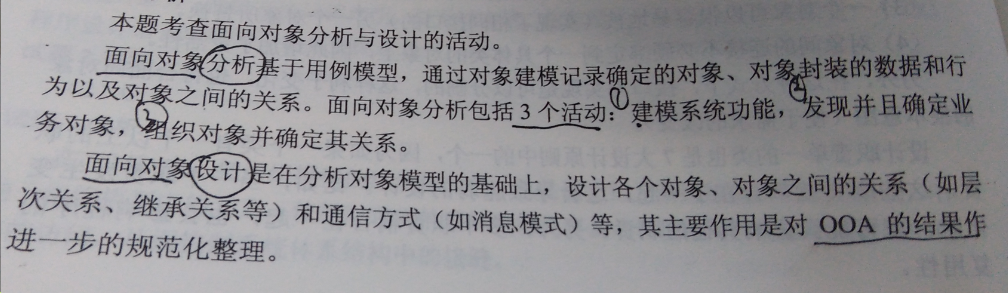 本题考查面向对象分析与设计的活动。
面向对象分析基于用例模型，通过对象建模记录确定的对象、对象封装的数据和行
为以及对象之间的关系。面向对象分析包括3个活动：①建模系统功能，②发现并且确定业
务对象，③组织对象并确定其关系。
面向对象设计是在分析对象模型的基础上，设计各个对象、对象之间的关系（如层
次关系、继承关系等）和通信方式（如消息模式）等，其主要作用是对 OOA 的结果作
进一步的规范化整理。